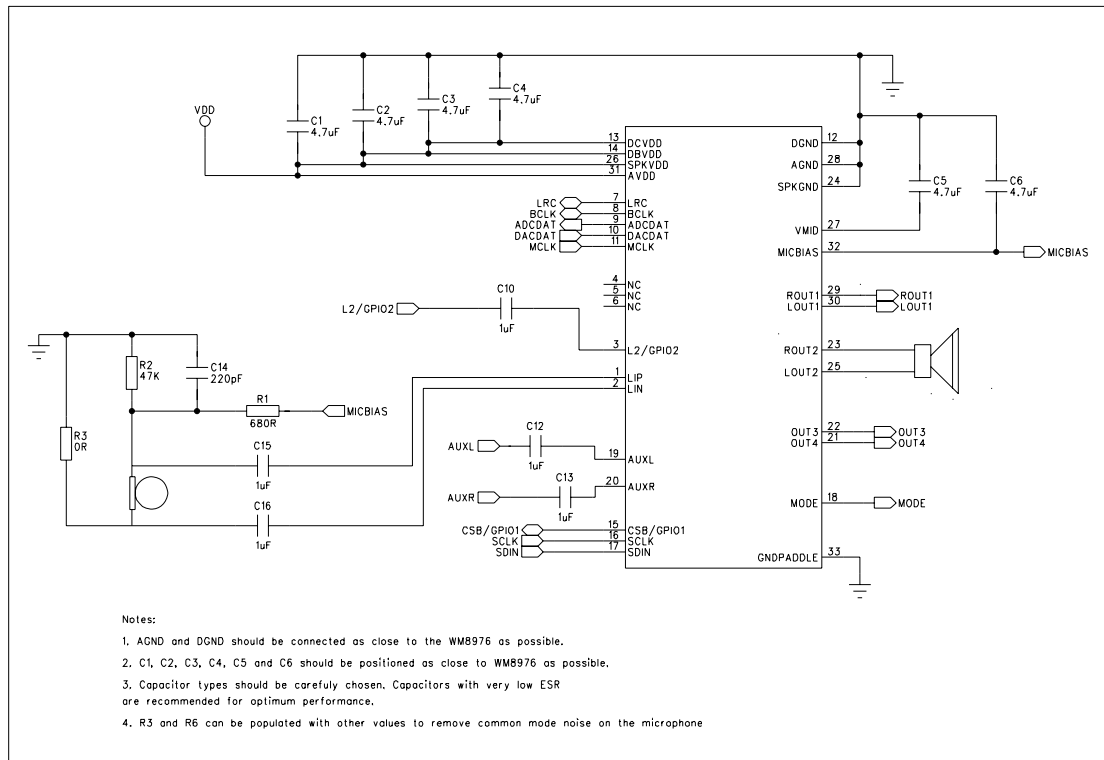 VDD
C1
4.7uF
C2
4.7uF
C3
4.7uF
C4
4.7uF
13 DCVDD
14 DBVDD
26 SPKVDD
31 AVDD
LRC 7 LRC
BCLK 8 BCLK
ADCDAT 9 ADCDAT
DACDAT 10 DACDAT
MCLK 11 MCLK
4 NC
5 NC
6 NC
L2/GPIO2
C10
1uF
3 L2/GPIO2
1 LIP
2 LIN
R2
47K
C14
220pF
R1
680R
MICBIAS
R3
0R
C15
1uF
C16
1uF
AUXL
C12
1uF
19 AUXL
AUXR
C13
1uF
20 AUXR
CSB/GPIO1 15 CSB/GPIO1
SCLK 16 SCLK
SDIN 17 SDIN
DGND 12
AGND 28
SPKGND 24
C5
4.7uF
C6
4.7uF
VMID 27
MICBIAS 32 MICBIAS
ROUT1 29 ROUT1
LOUT1 30 LOUT1
ROUT2 23
LOUT2 25
OUT3 22 OUT3
OUT4 21 OUT4
MODE 18 MODE
GNDPADDLE 33
Notes:
1. AGND and DGND should be connected as close to the WM8976 as possible.
2. C1, C2, C3, C4, C5 and C6 should be positioned as close to WM8976 as possible.
3. Capacitor types should be carefuly chosen. Capacitors with very low ESR
are recommended for optimum performance.
4. R3 and R6 can be populated with other values to remove common mode noise on the microphone